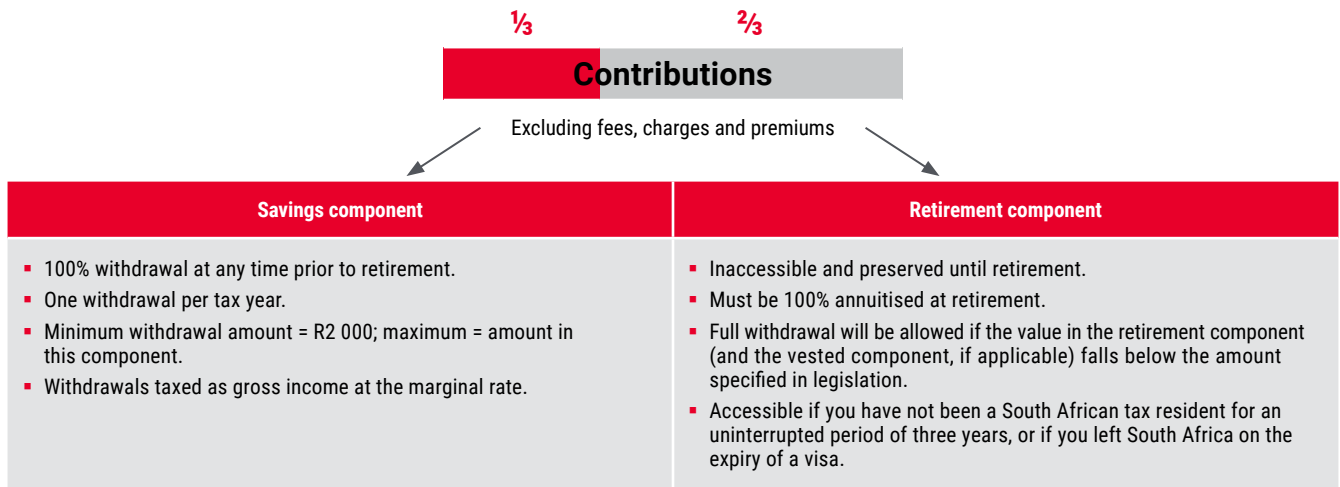 ⅓ ⅔
Contributions
Excluding fees, charges and premiums
Savings component
▪ 100% withdrawal at any time prior to retirement.
▪ One withdrawal per tax year.
▪ Minimum withdrawal amount = R2 000; maximum = amount in
this component.
▪ Withdrawals taxed as gross income at the marginal rate.
Retirement component
▪ Inaccessible and preserved until retirement.
▪ Must be 100% annuitised at retirement.
▪ Full withdrawal will be allowed if the value in the retirement component
(and the vested component, if applicable) falls below the amount
specified in legislation.
▪ Accessible if you have not been a South African tax resident for an
uninterrupted period of three years, or if you left South Africa on the
expiry of a visa.